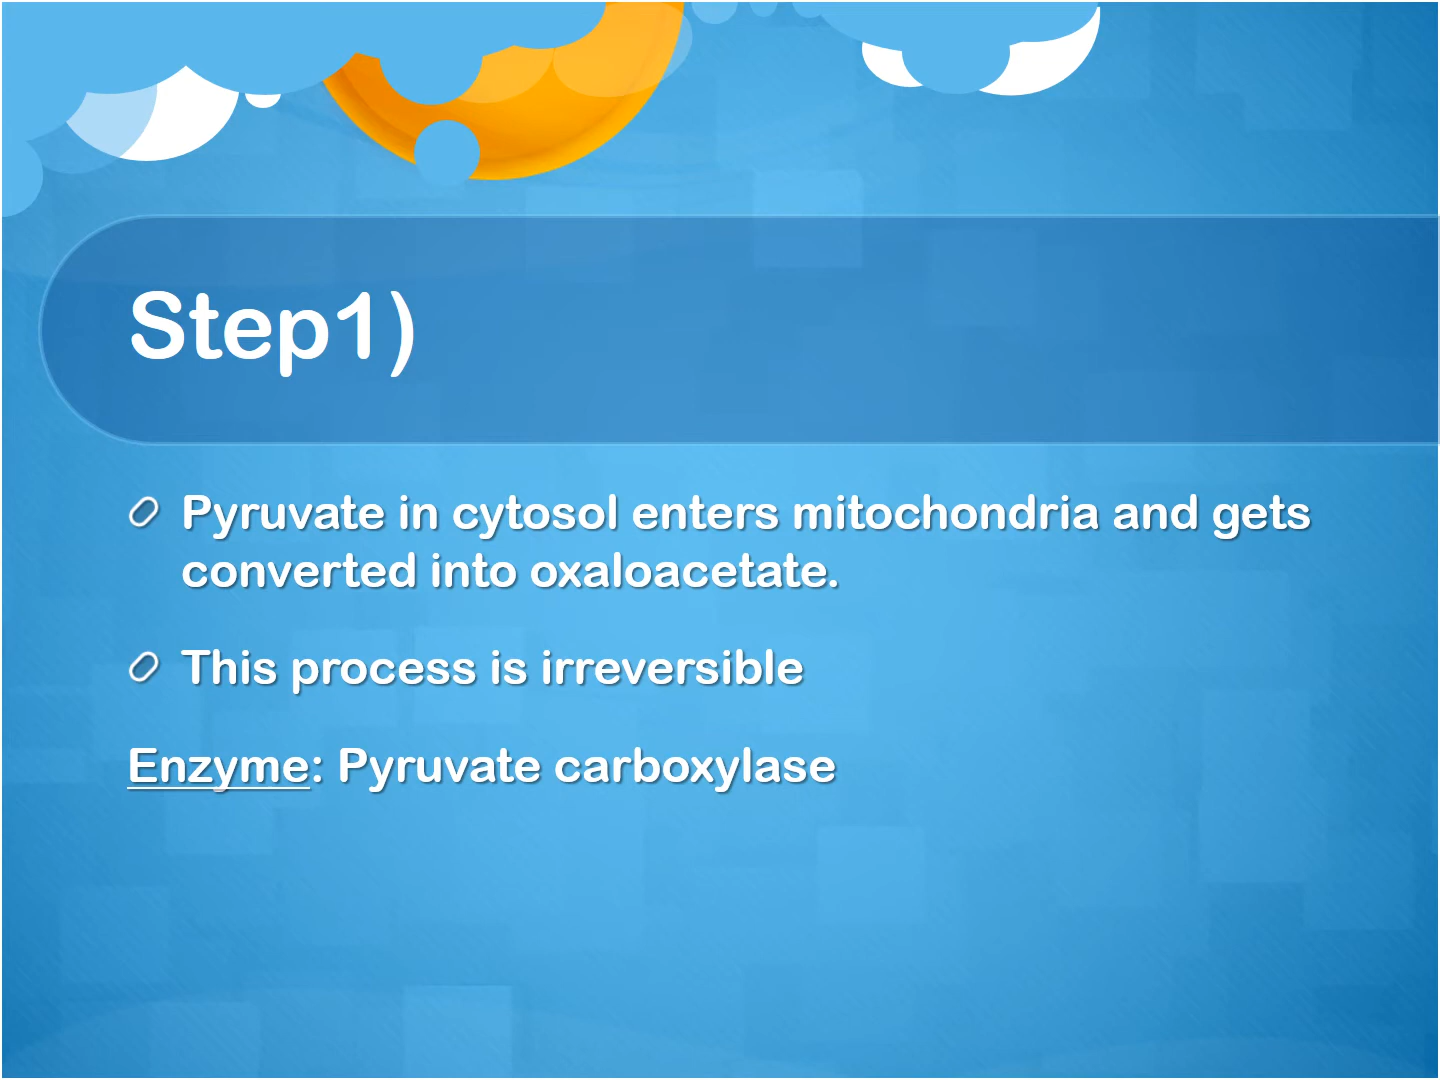 Step1)
Pyruvate in cytosol enters mitochondria and gets
converted into oxaloacetate.
This process is irreversible
Enzyme: Pyruvate carboxylase